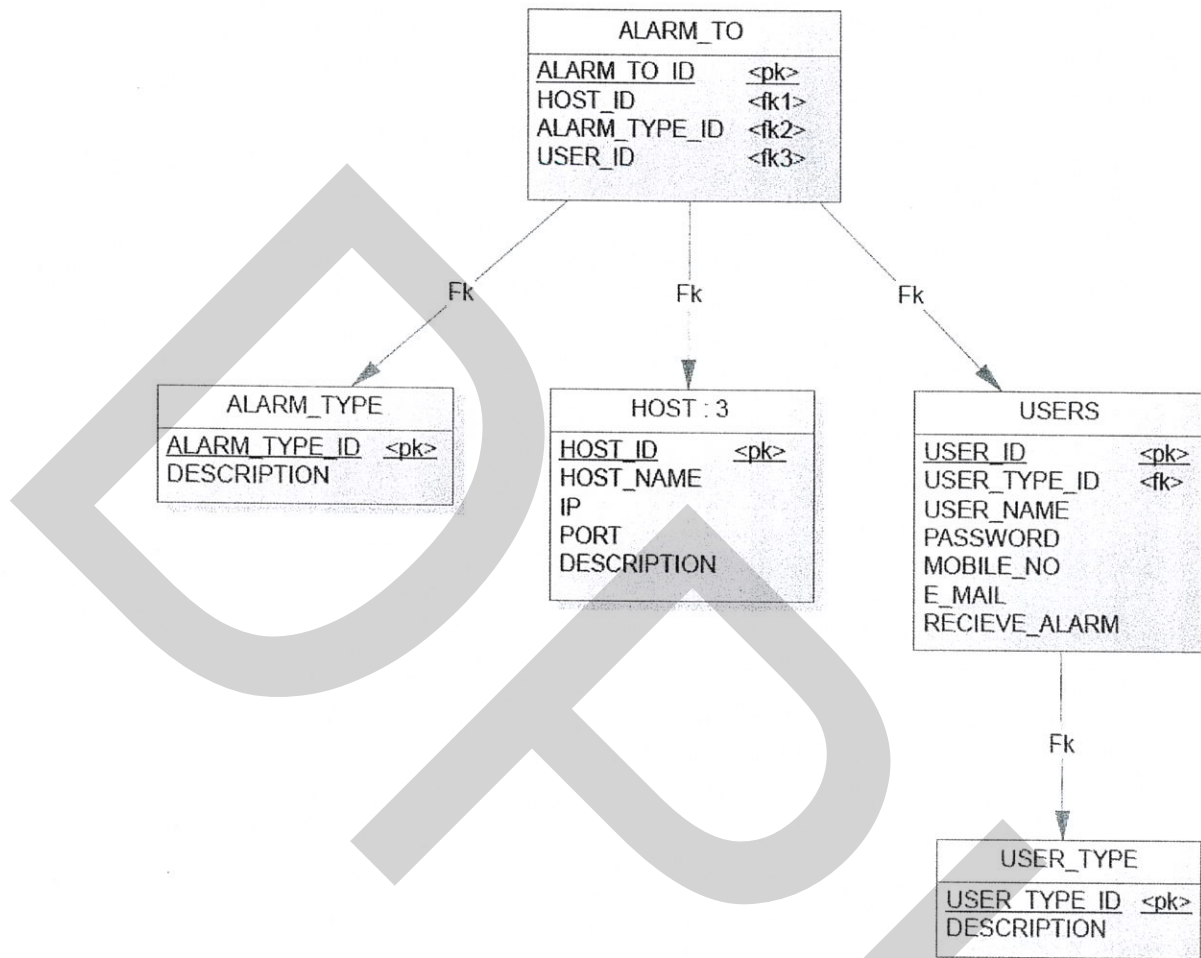 ALARM_TO
ALARM_TO_ID <pk>
HOST_ID <fk1>
ALARM_TYPE_ID <fk2>
USER_ID <fk3>
Fk
Fk
Fk
ALARM_TYPE
ALARM_TYPE_ID <pk>
DESCRIPTION
HOST : 3
HOST_ID <pk>
HOST_NAME
IP
PORT
DESCRIPTION
USERS
USER_ID <pk>
USER_TYPE_ID <fk>
USER_NAME
PASSWORD
MOBILE_NO
E_MAIL
RECIEVE_ALARM
Fk
USER_TYPE
USER_TYPE_ID <pk>
DESCRIPTION